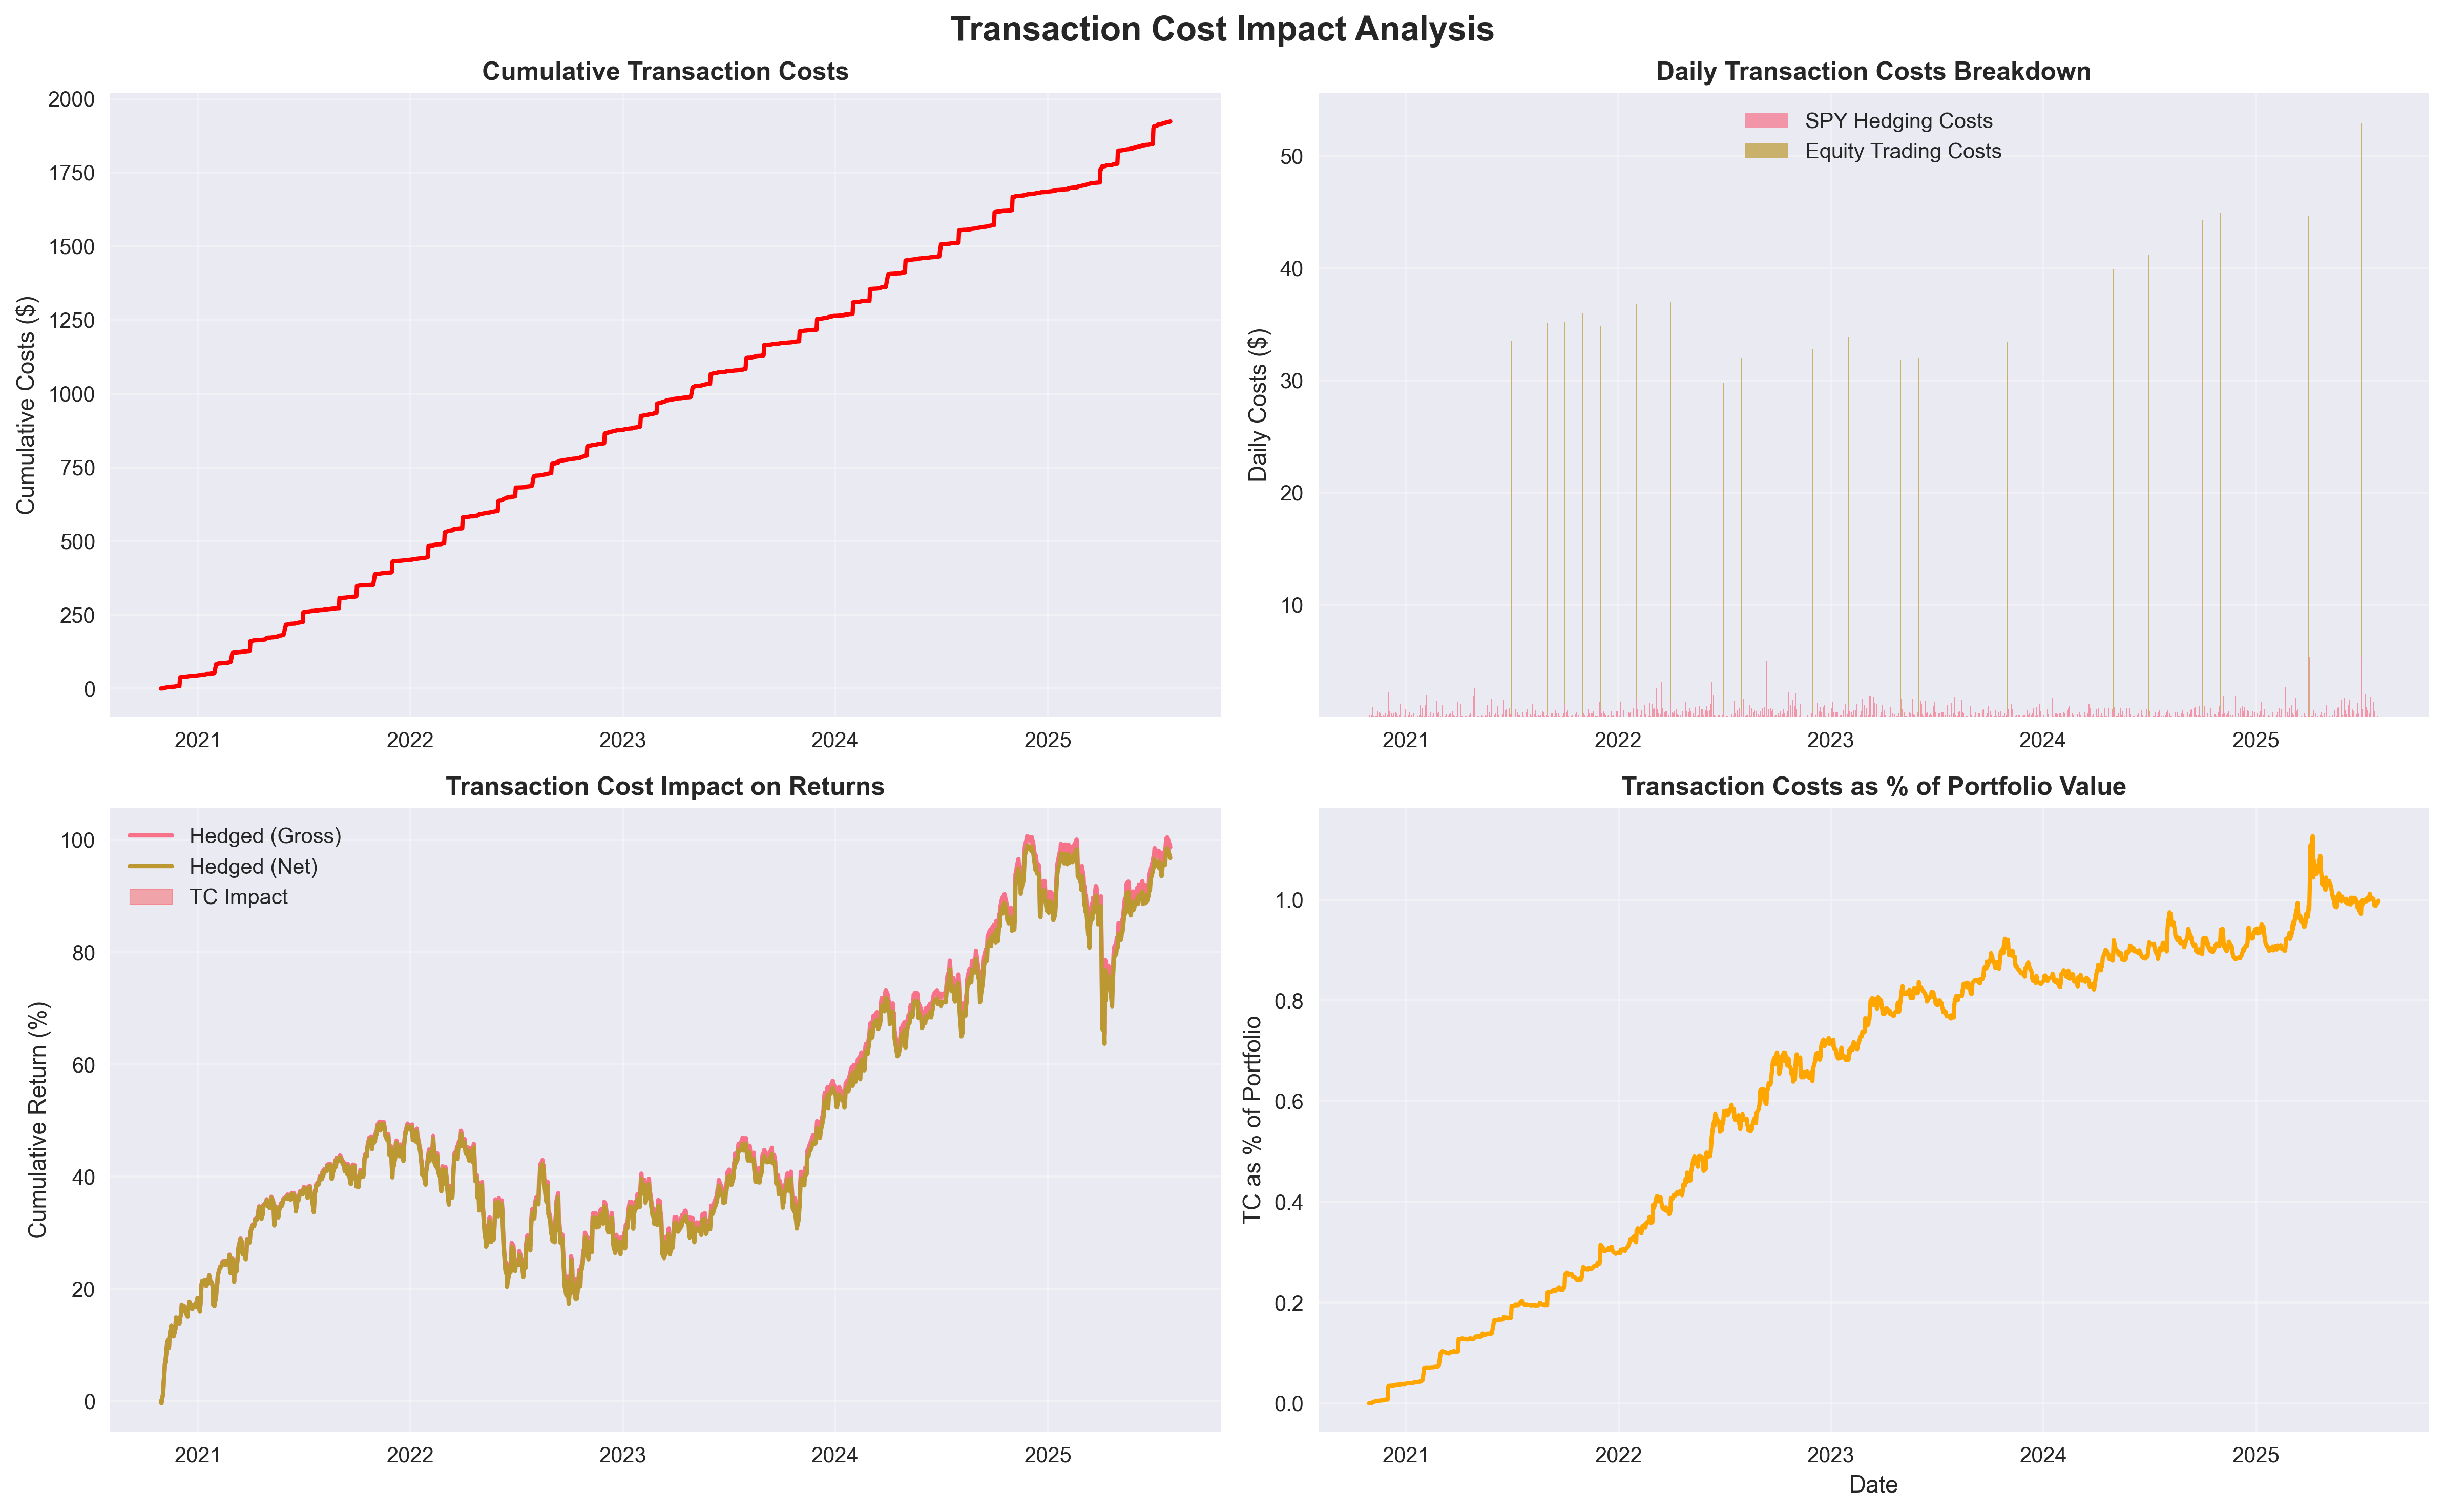 Transaction Cost Impact Analysis
Cumulative Transaction Costs
Cumulative Costs ($)
2000
1750
1500
1250
1000
750
500
250
0
2021 2022 2023 2024 2025
Daily Transaction Costs Breakdown
SPY Hedging Costs
Equity Trading Costs
Daily Costs ($)
50
40
30
20
10
2021 2022 2023 2024 2025
Transaction Cost Impact on Returns
Hedged (Gross)
Hedged (Net)
TC Impact
Cumulative Return (%)
100
80
60
40
20
0
2021 2022 2023 2024 2025
Transaction Costs as % of Portfolio Value
TC as % of Portfolio
1.0
0.8
0.6
0.4
0.2
0.0
2021 2022 2023 2024 2025
Date